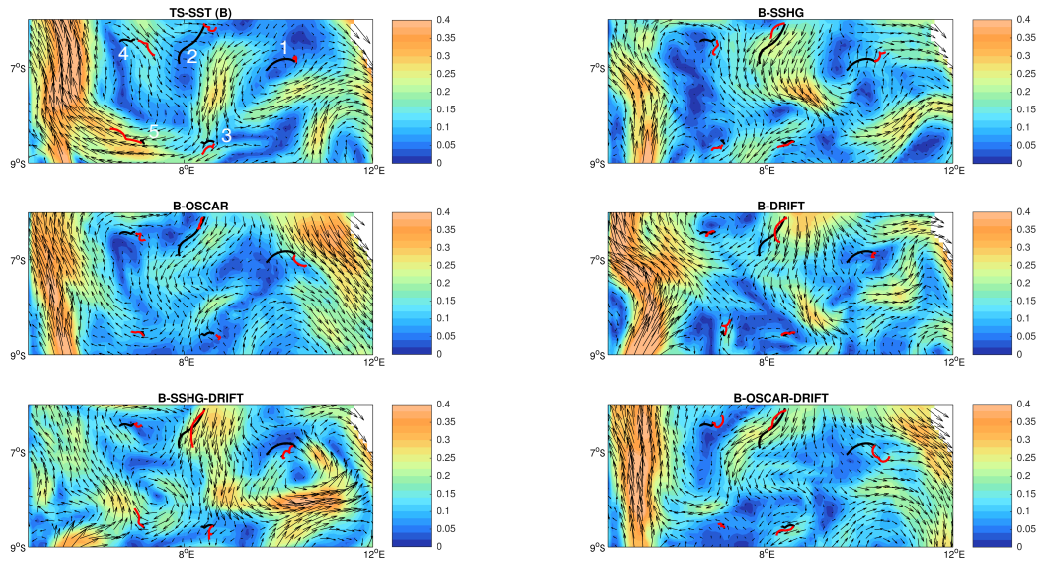 TS-SST (B)
7°S
9°S
8°E
12°E
1
2
3
4
5
0.4
0.35
0.3
0.25
0.2
0.15
0.1
0.05
0
B-SSHG
7°S
9°S
8°E
12°E
0.4
0.35
0.3
0.25
0.2
0.15
0.1
0.05
0
B-OSCAR
7°S
9°S
8°E
12°E
0.4
0.35
0.3
0.25
0.2
0.15
0.1
0.05
0
B-DRIFT
7°S
9°S
8°E
12°E
0.4
0.35
0.3
0.25
0.2
0.15
0.1
0.05
0
B-SSHG-DRIFT
7°S
9°S
8°E
12°E
0.4
0.35
0.3
0.25
0.2
0.15
0.1
0.05
0
B-OSCAR-DRIFT
7°S
9°S
8°E
12°E
0.4
0.35
0.3
0.25
0.2
0.15
0.1
0.05
0